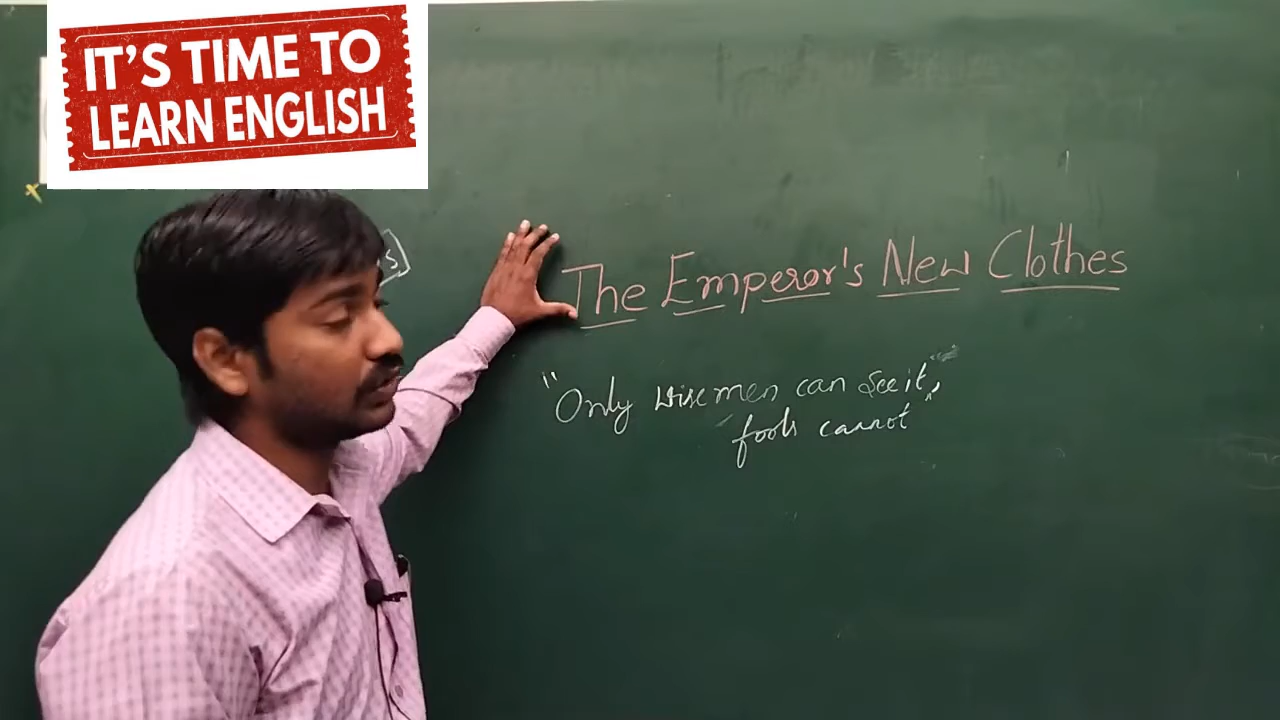 IT'S TIME TO
LEARN ENGLISH
The Emperor's New Clothes
"Only wise men can see it,
fools cannot"